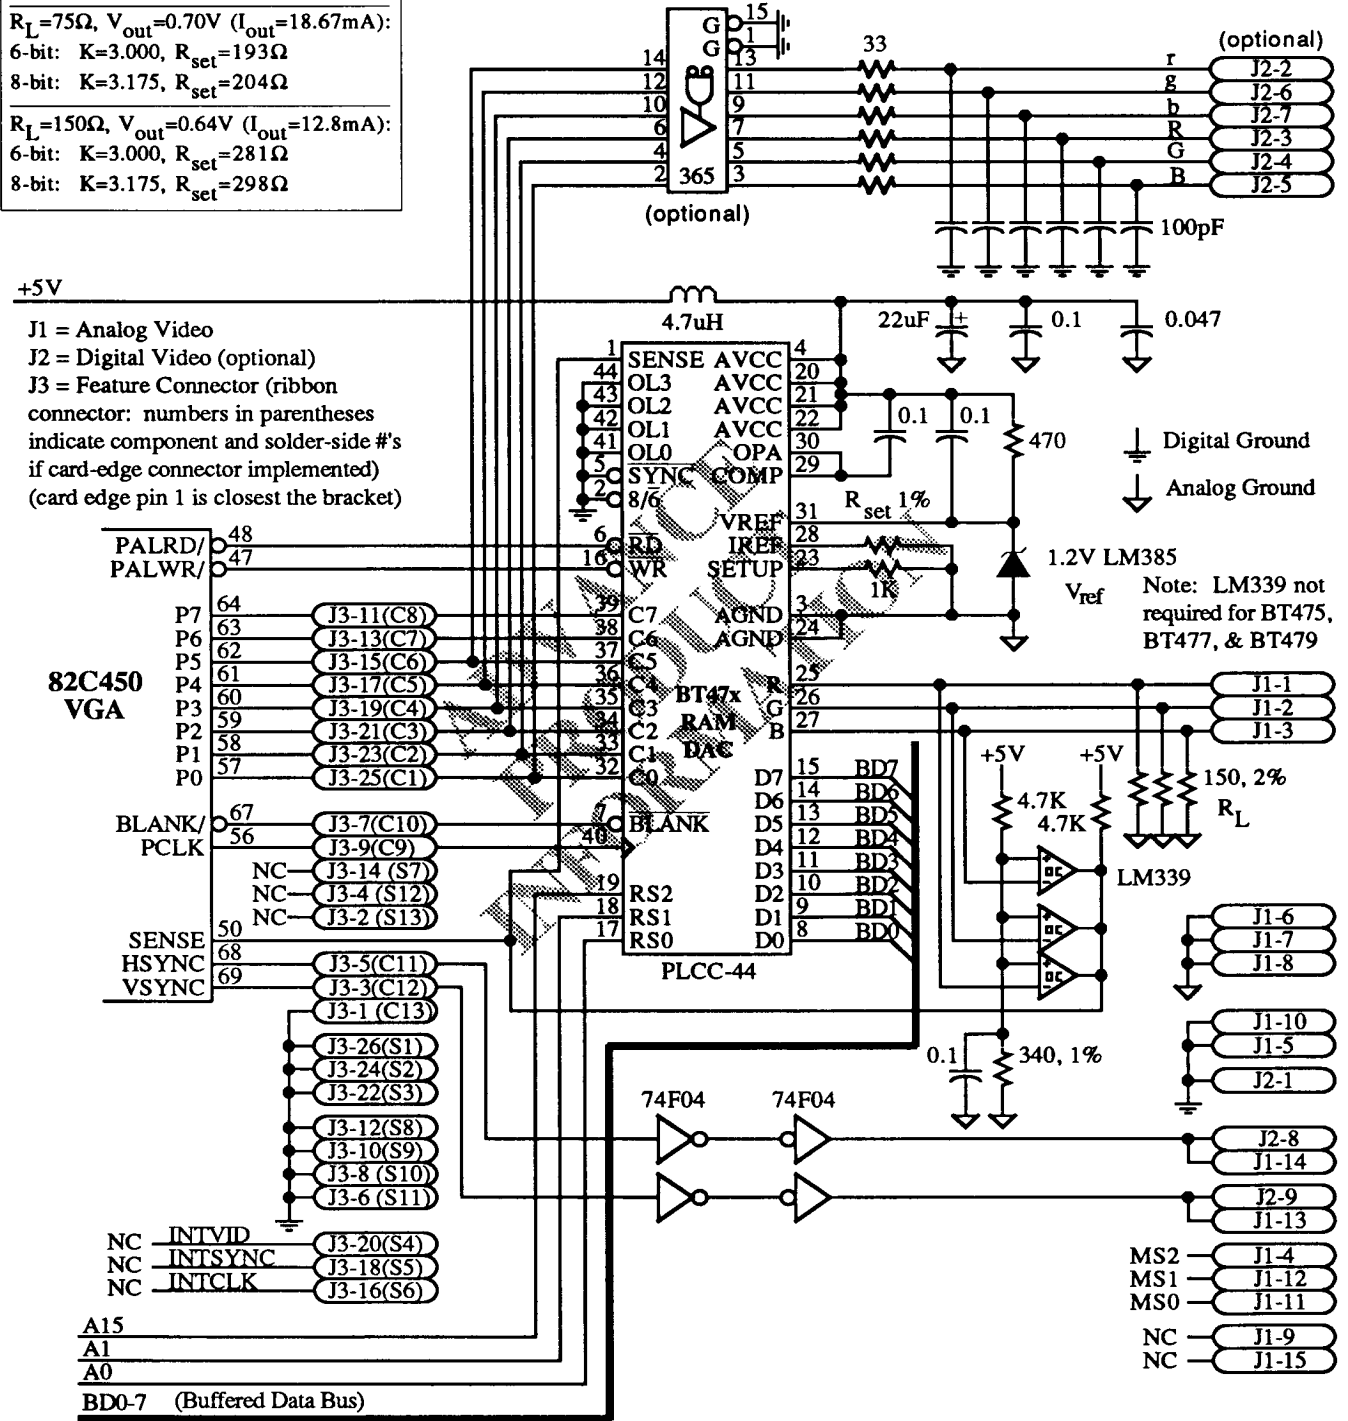 R_L=75Ω, V_out=0.70V (I_out=18.67mA):
6-bit: K=3.000, R_set=193Ω
8-bit: K=3.175, R_set=204Ω
R_L=150Ω, V_out=0.64V (I_out=12.8mA):
6-bit: K=3.000, R_set=281Ω
8-bit: K=3.175, R_set=298Ω
G 15
G 1
14 13 33 r J2-2
(optional)
12 11 g J2-6
10 9 b J2-7
6 7 R J2-3
4 5 G J2-4
2 365 3 B J2-5
(optional)
100pF
+5V
4.7uH
22uF + 0.1 0.047
J1 = Analog Video
J2 = Digital Video (optional)
J3 = Feature Connector (ribbon
connector: numbers in parentheses
indicate component and solder-side #'s
if card-edge connector implemented)
(card edge pin 1 is closest the bracket)
1 SENSE AVCC 4
44 OL3 AVCC 20
43 OL2 AVCC 21
42 OL1 AVCC 22
41 OL0 OPA 30
5 SYNC COMP 29
2 8/6
VREF 31
6 RD IREF 28
16 WR SETUP 23
39 C7 AGND 3
38 C6 AGND 24
37 C5
36 C4 R 25
35 C3 G 26
34 C2 B 27
33 C1
32 C0 D7 15 BD7
D6 14 BD6
7 BLANK D5 13 BD5
40 D4 12 BD4
D3 11 BD3
19 RS2 D2 10 BD2
18 RS1 D1 9 BD1
17 RS0 D0 8 BD0
BT47x
RAM
DAC
PLCC-44
ADVANCE
PRODUCT
INFORMATION
0.1 0.1
470
R_set 1%
1K
1.2V LM385
V_ref
Digital Ground
Analog Ground
Note: LM339 not
required for BT475,
BT477, & BT479
PALRD/ 48
PALWR/ 47
P7 64 J3-11(C8)
P6 63 J3-13(C7)
P5 62 J3-15(C6)
P4 61 J3-17(C5)
P3 60 J3-19(C4)
P2 59 J3-21(C3)
P1 58 J3-23(C2)
P0 57 J3-25(C1)
82C450
VGA
BLANK/ 67 J3-7(C10)
PCLK 56 J3-9(C9)
NC J3-14 (S7)
NC J3-4 (S12)
NC J3-2 (S13)
SENSE 50
HSYNC 68 J3-5(C11)
VSYNC 69 J3-3(C12)
J3-1 (C13)
J3-26(S1)
J3-24(S2)
J3-22(S3)
J3-12(S8)
J3-10(S9)
J3-8 (S10)
J3-6 (S11)
NC INTVID J3-20(S4)
NC INTSYNC J3-18(S5)
NC INTCLK J3-16(S6)
A15
A1
A0
BD0-7 (Buffered Data Bus)
J1-1
J1-2
J1-3
+5V +5V
4.7K
4.7K
150, 2%
R_L
+
-
OC
LM339
+
-
OC
+
-
OC
0.1 340, 1%
J1-6
J1-7
J1-8
J1-10
J1-5
J2-1
74F04 74F04
J2-8
J1-14
J2-9
J1-13
MS2 J1-4
MS1 J1-12
MS0 J1-11
NC J1-9
NC J1-15